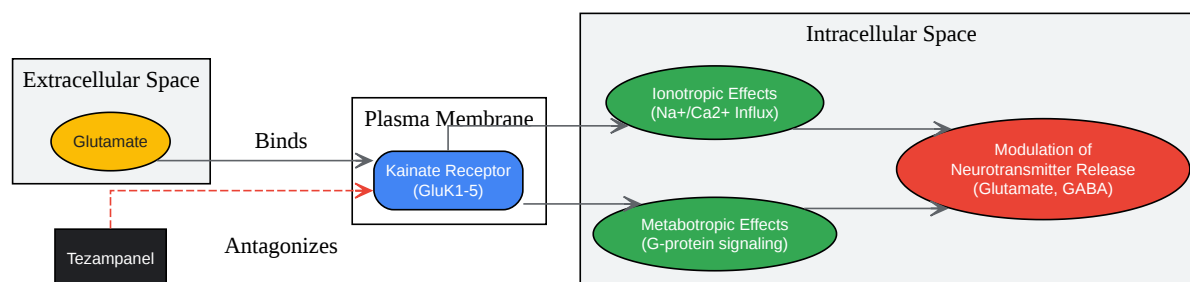 Extracellular Space
Glutamate
Binds
Antagonizes
Tezampanel
Plasma Membrane
Kainate Receptor
(GluK1-5)
Intracellular Space
Ionotropic Effects
(Na+/Ca2+ Influx)
Metabotropic Effects
(G-protein signaling)
Modulation of
Neurotransmitter Release
(Glutamate, GABA)